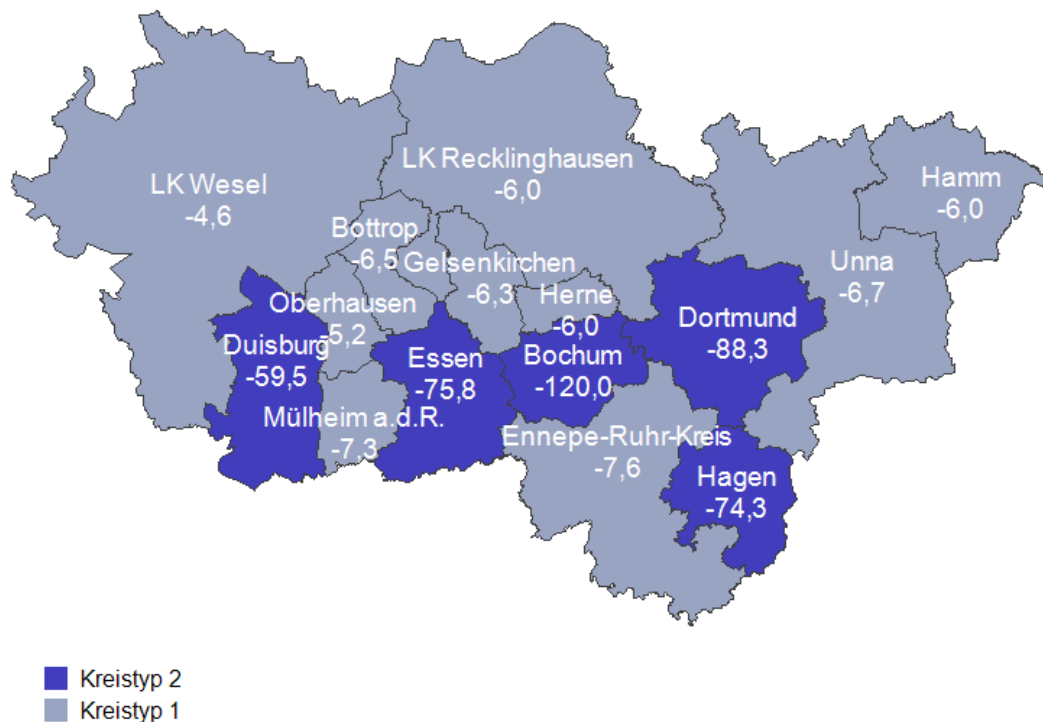 LK Recklinghausen
-6,0
LK Wesel
-4,6
Hamm
-6,0
Bottrop
-6,5
Gelsenkirchen
-6,3
Unna
-6,7
Oberhausen
-5,2
Herne
-6,0
Dortmund
-88,3
Duisburg
-59,5
Essen
-75,8
Bochum
-120,0
Mülheim a.d.R.
-7,3
Ennepe-Ruhr-Kreis
-7,6
Hagen
-74,3
Kreistyp 2
Kreistyp 1